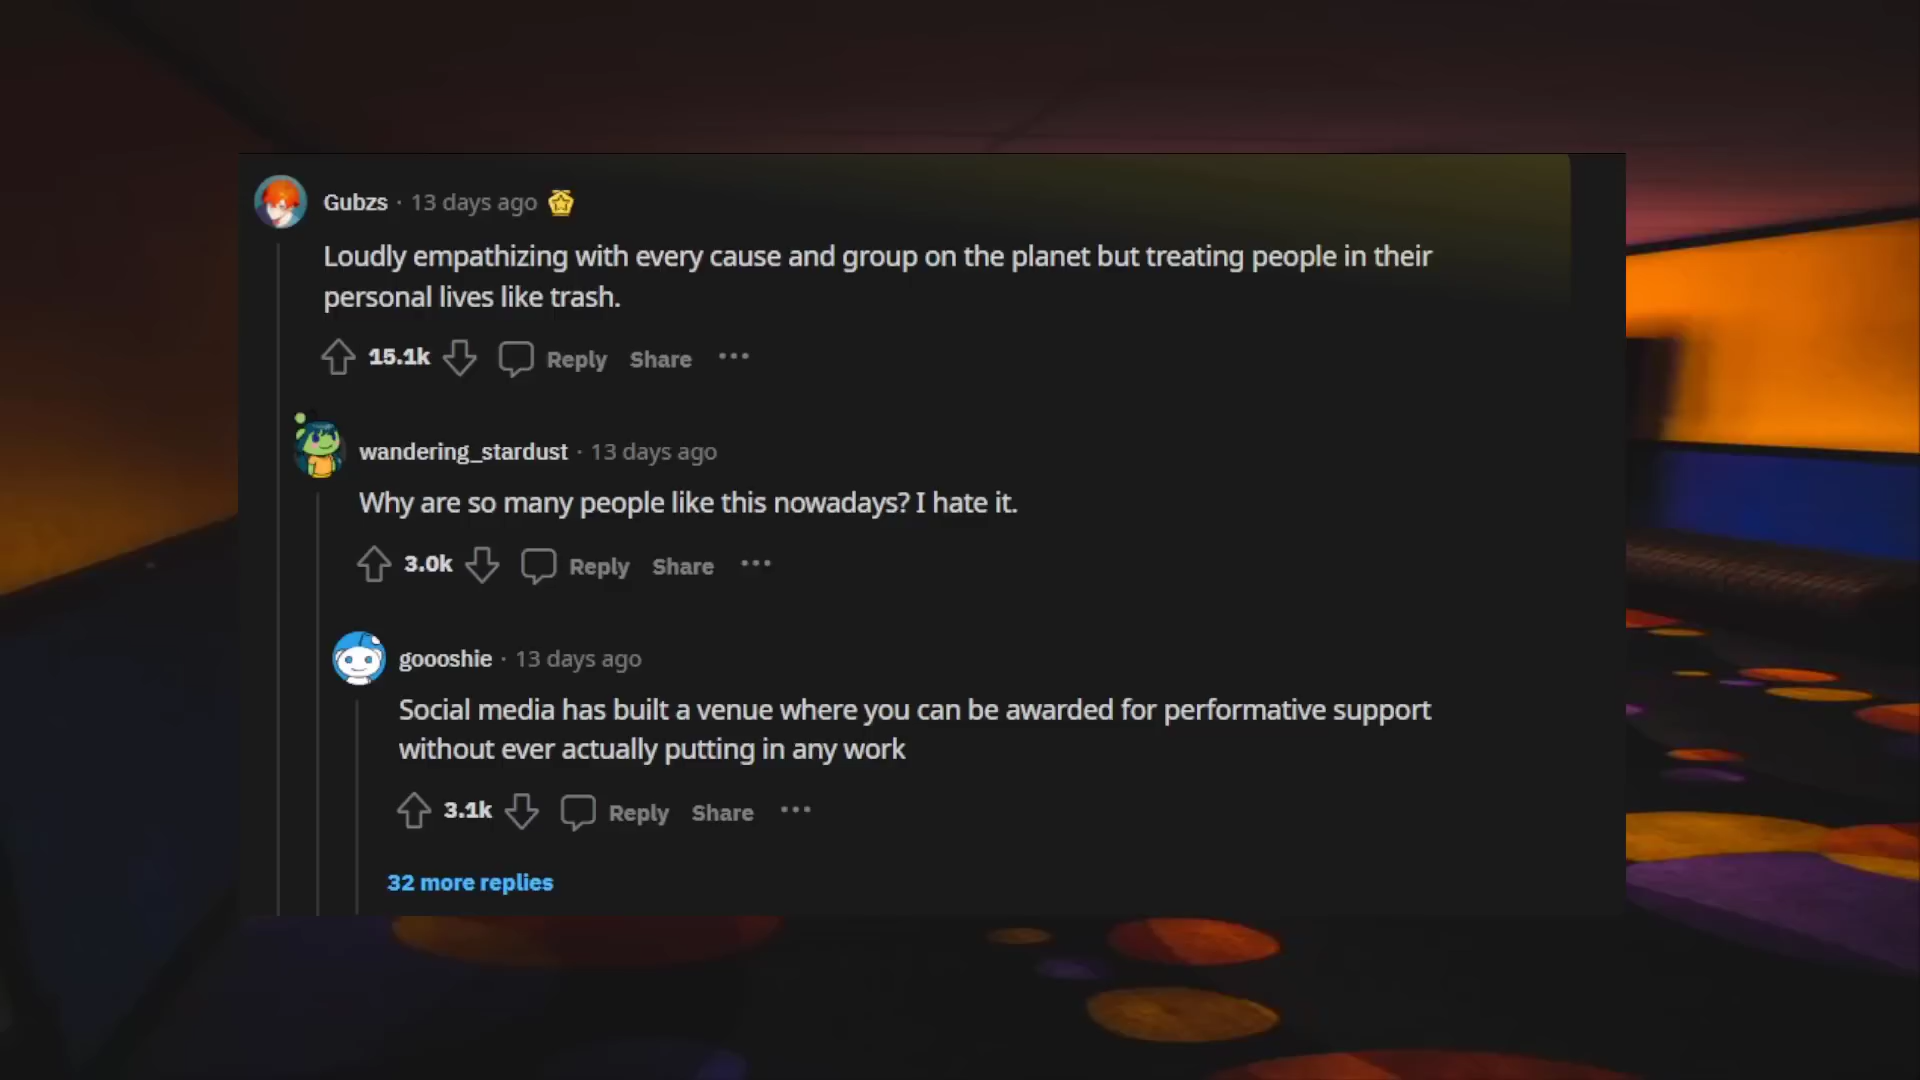 Gubzs · 13 days ago
Loudly empathizing with every cause and group on the planet but treating people in their
personal lives like trash.
15.1k Reply Share ···
wandering_stardust · 13 days ago
Why are so many people like this nowadays? I hate it.
3.0k Reply Share ···
goooshie · 13 days ago
Social media has built a venue where you can be awarded for performative support
without ever actually putting in any work
3.1k Reply Share ···
32 more replies